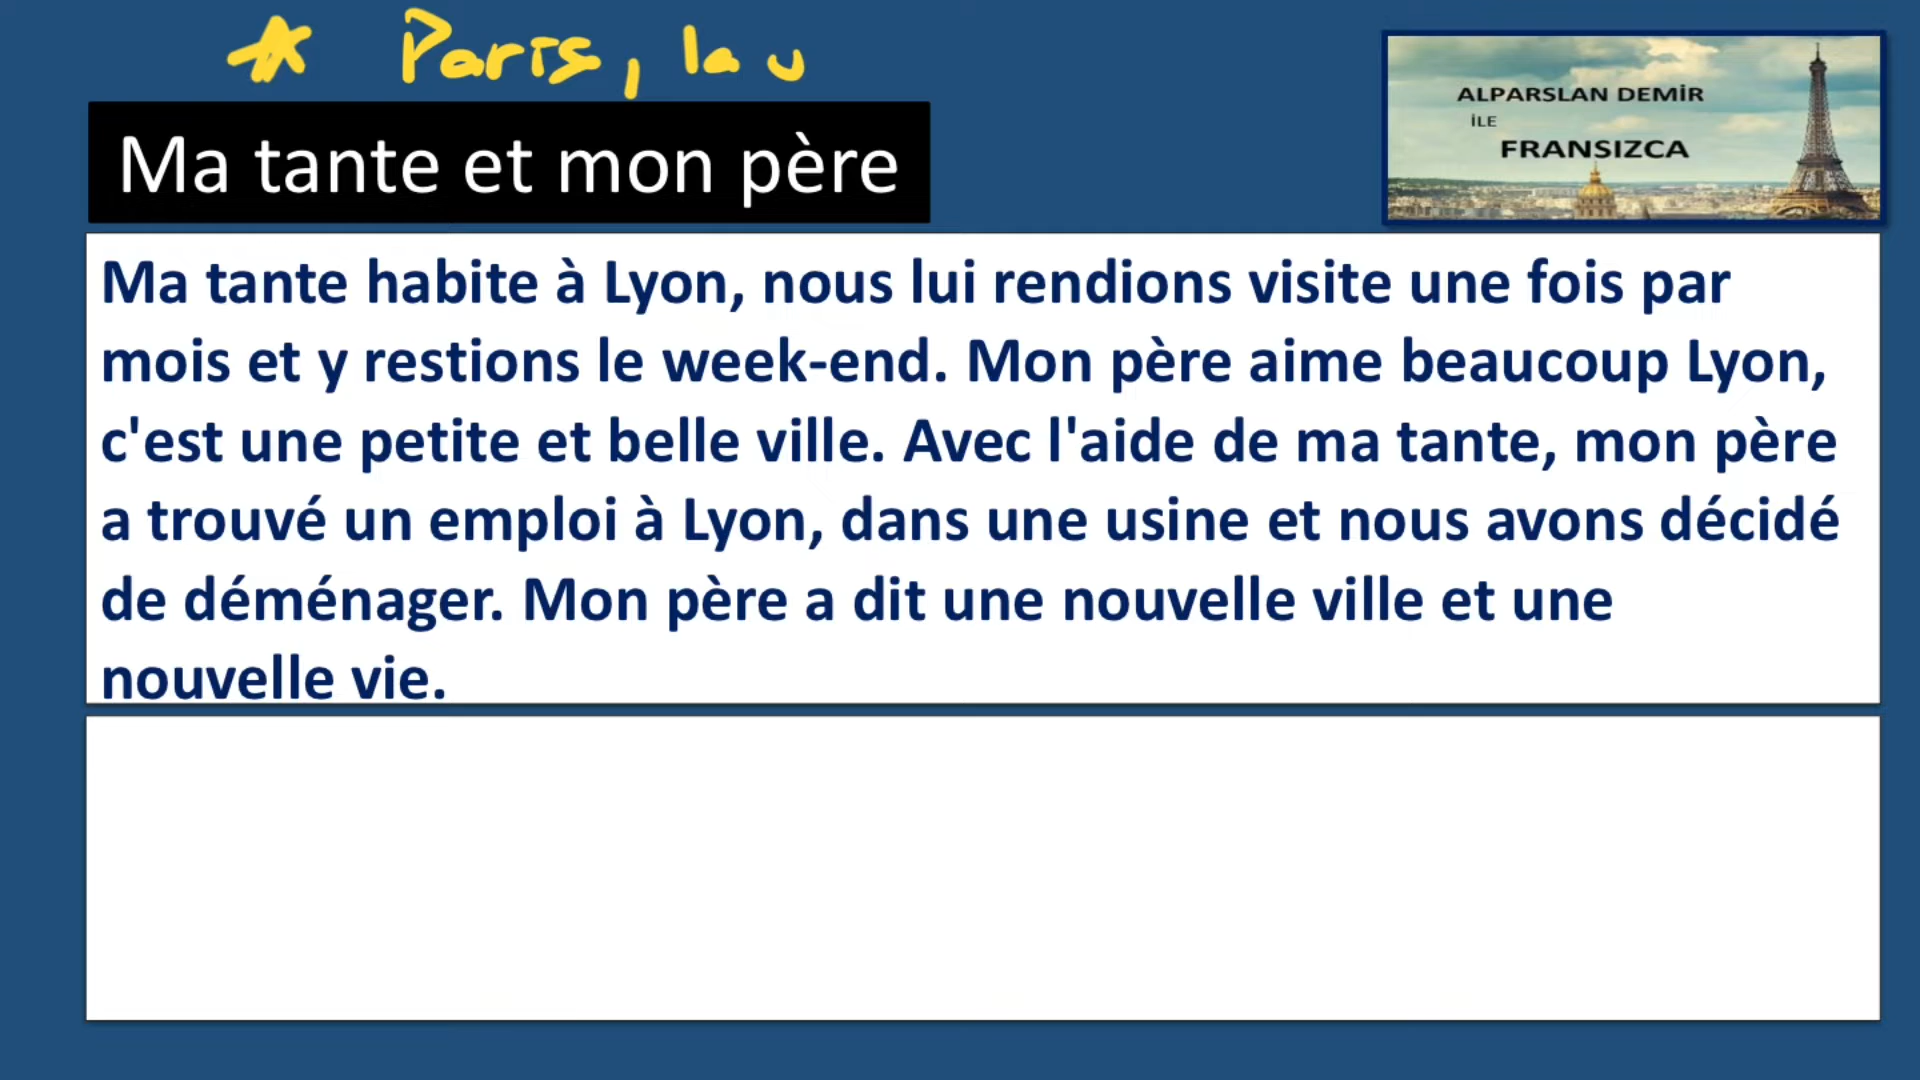 * Paris, la v
ALPARSLAN DEMİR
İLE
FRANSIZCA
Ma tante et mon père
Ma tante habite à Lyon, nous lui rendions visite une fois par
mois et y restions le week-end. Mon père aime beaucoup Lyon,
c'est une petite et belle ville. Avec l'aide de ma tante, mon père
a trouvé un emploi à Lyon, dans une usine et nous avons décidé
de déménager. Mon père a dit une nouvelle ville et une
nouvelle vie.